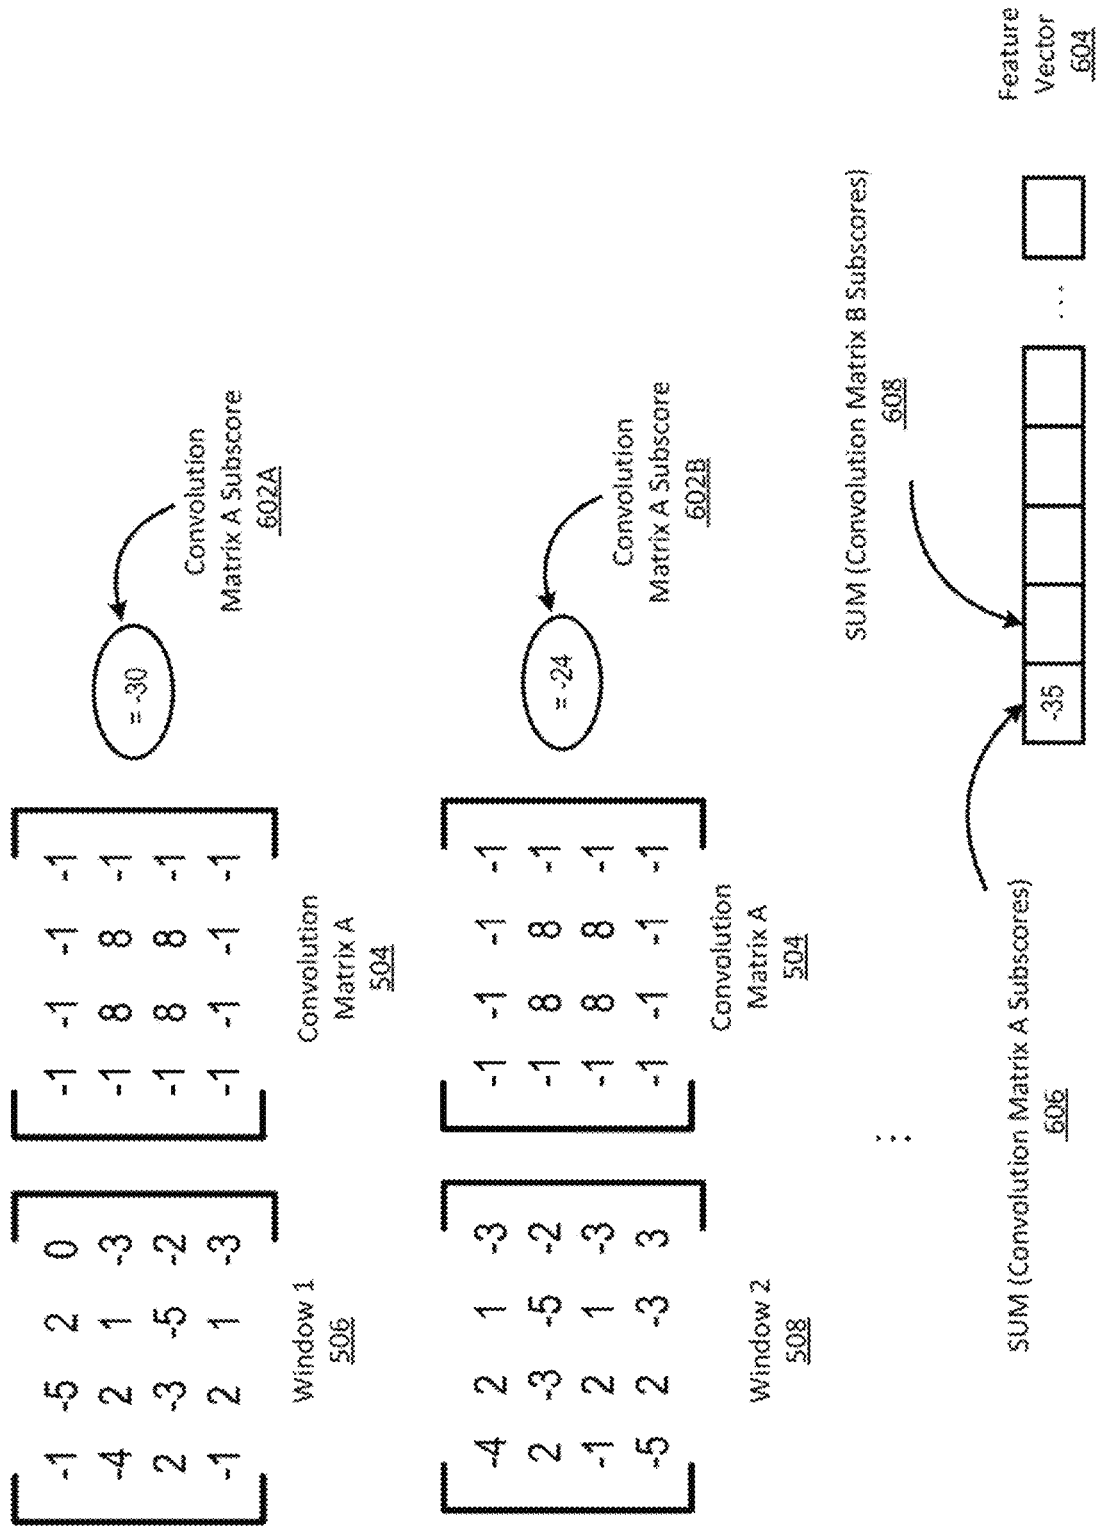 -1 -5 2 0
-4 2 1 -3
2 -3 -5 -2
-1 2 1 -3
Window 1
506
-1 -1 -1 -1
-1 8 8 -1
-1 8 8 -1
-1 -1 -1 -1
Convolution
Matrix A
504
= -30
Convolution
Matrix A Subscore
602A
-4 2 1 -3
2 -3 -5 -2
-1 2 1 -3
-5 2 -3 3
Window 2
508
-1 -1 -1 -1
-1 8 8 -1
-1 8 8 -1
-1 -1 -1 -1
Convolution
Matrix A
504
= -24
Convolution
Matrix A Subscore
602B
⋮
SUM (Convolution Matrix B Subscores)
608
-35
...
Feature
Vector
604
SUM (Convolution Matrix A Subscores)
606